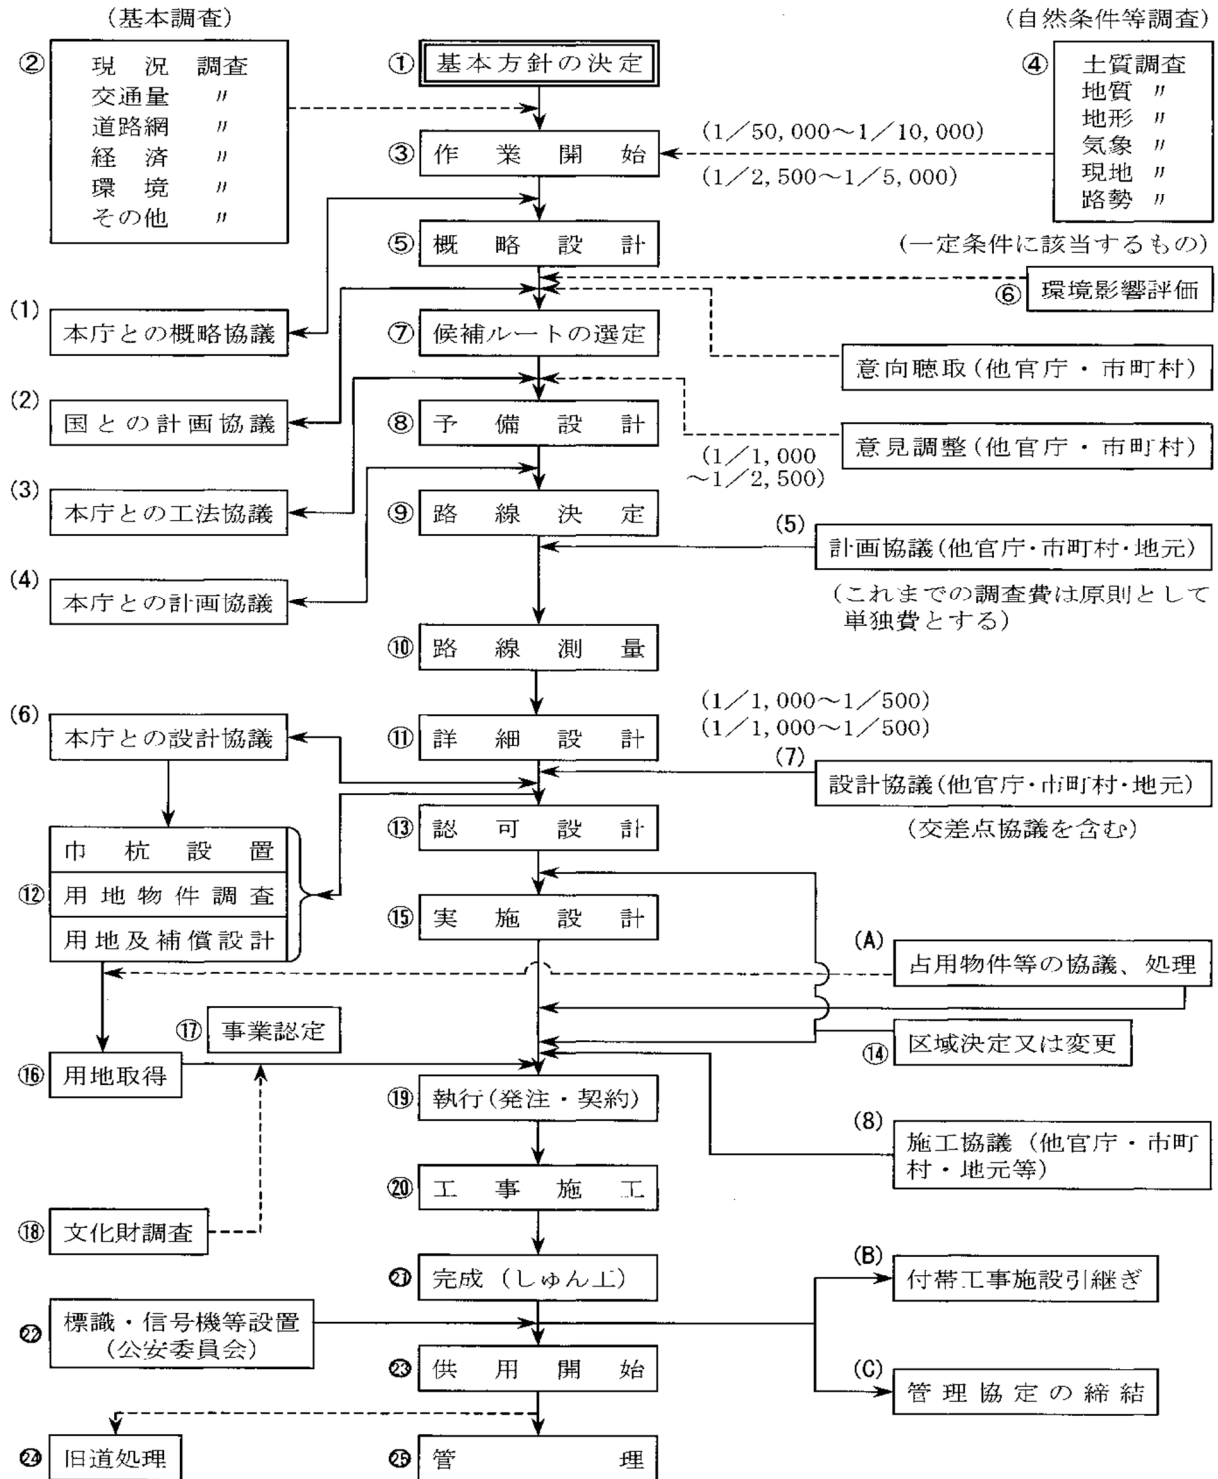 (基本調査)
(自然条件等調査)
②
現況調査
交通量 〃
道路網 〃
経済 〃
環境 〃
その他 〃
①
基本方針の決定
④
土質調査
地質 〃
地形 〃
気象 〃
現地 〃
路勢 〃
(1/50,000~1/10,000)
③
作業開始
(1/2,500~1/5,000)
⑤
概略設計
(一定条件に該当するもの)
⑥
環境影響評価
(1)
本庁との概略協議
⑦
候補ルートの選定
意向聴取(他官庁・市町村)
(2)
国との計画協議
⑧
予備設計
意見調整(他官庁・市町村)
(1/1,000
~1/2,500)
(3)
本庁との工法協議
⑨
路線決定
(5)
計画協議(他官庁・市町村・地元)
(これまでの調査費は原則として
単独費とする)
(4)
本庁との計画協議
⑩
路線測量
(1/1,000~1/500)
(1/1,000~1/500)
(6)
本庁との設計協議
⑪
詳細設計
(7)
設計協議(他官庁・市町村・地元)
(交差点協議を含む)
⑬
認可設計
⑫
巾杭設置
用地物件調査
用地及補償設計
⑮
実施設計
(A)
占用物件等の協議、処理
⑰
事業認定
⑭
区域決定又は変更
⑯
用地取得
⑲
執行(発注・契約)
(8)
施工協議(他官庁・市町
村・地元等)
⑳
工事施工
⑱
文化財調査
㉑
完成(しゅん工)
(B)
付帯工事施設引継ぎ
㉒
標識・信号機等設置
(公安委員会)
㉓
供用開始
(C)
管理協定の締結
㉔
旧道処理
㉕
管理